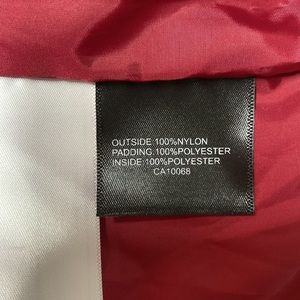 OUTSIDE:100%NYLON
PADDING:100%POLYESTER
INSIDE:100%POLYESTER
CA10068